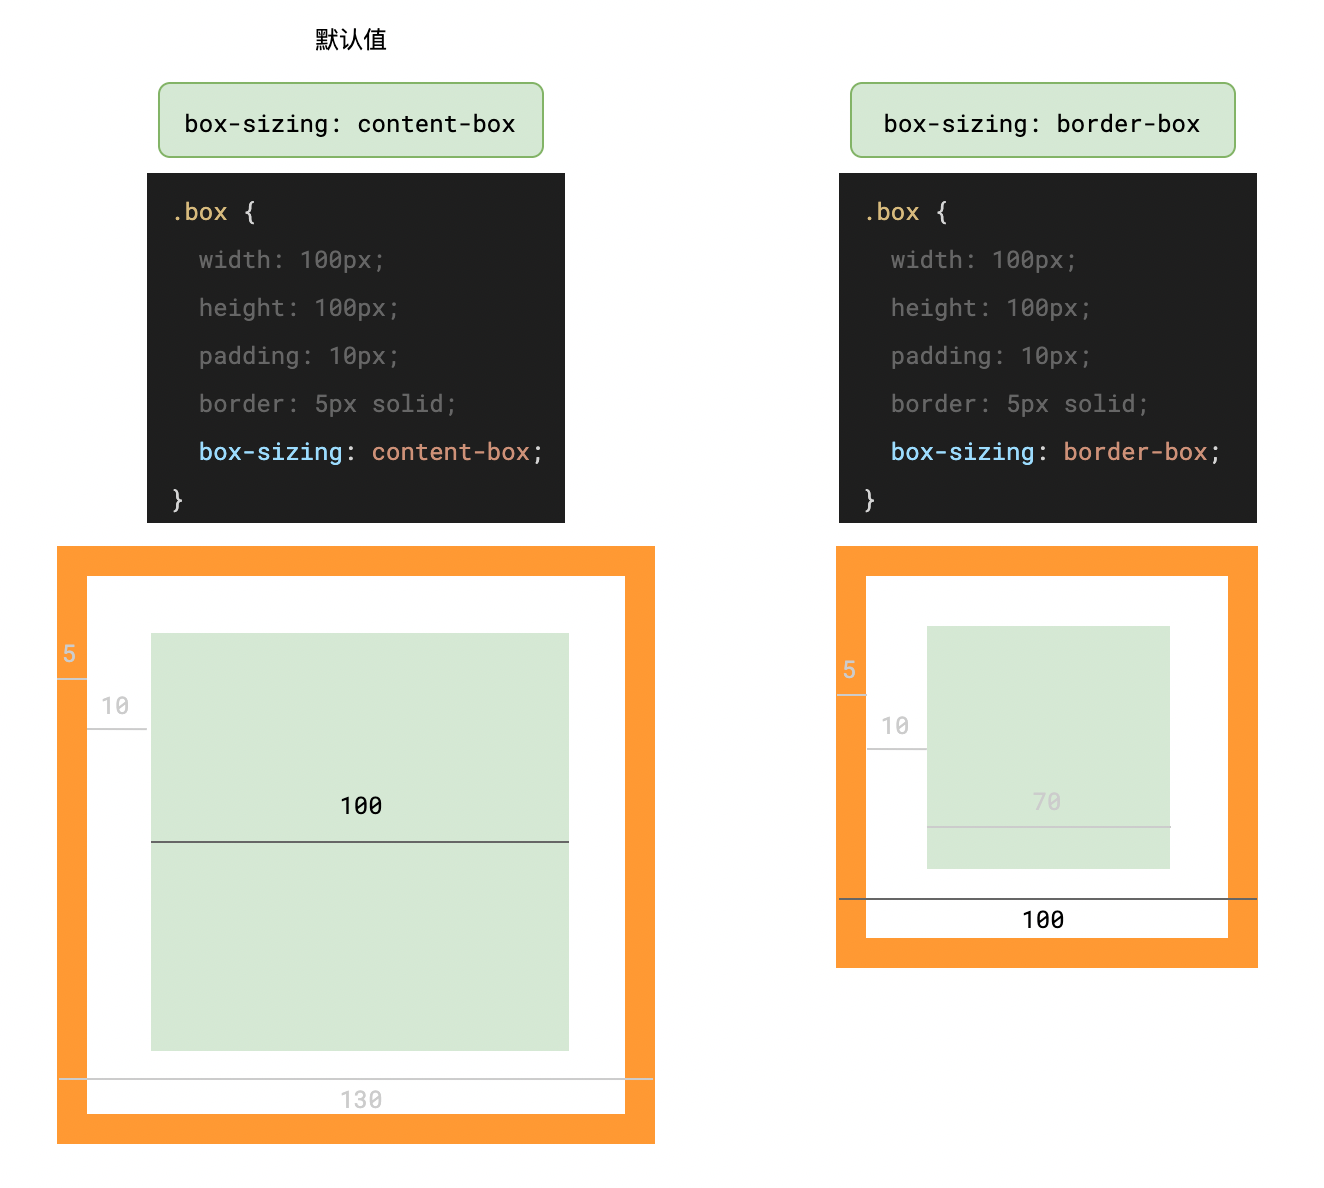 默认值
box-sizing: content-box
.box {
width: 100px;
height: 100px;
padding: 10px;
border: 5px solid;
box-sizing: content-box;
}
5
10
100
130
box-sizing: border-box
.box {
width: 100px;
height: 100px;
padding: 10px;
border: 5px solid;
box-sizing: border-box;
}
5
10
70
100